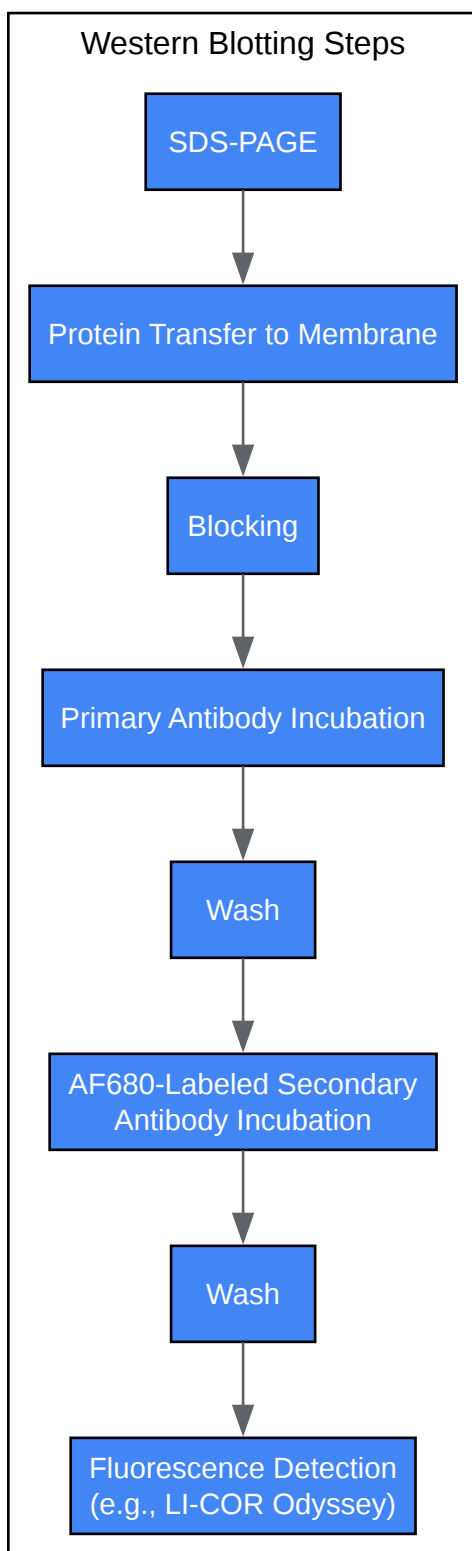 Western Blotting Steps
SDS-PAGE
Protein Transfer to Membrane
Blocking
Primary Antibody Incubation
Wash
AF680-Labeled Secondary
Antibody Incubation
Wash
Fluorescence Detection
(e.g., LI-COR Odyssey)